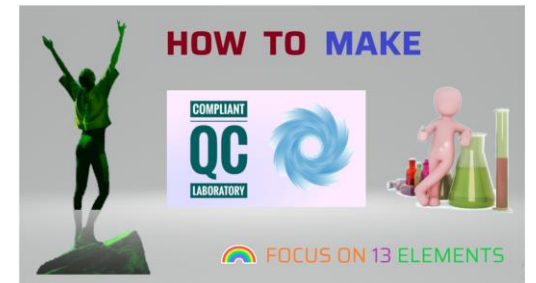 HOW TO MAKE
COMPLIANT
QC
LABORATORY
FOCUS ON 13 ELEMENTS